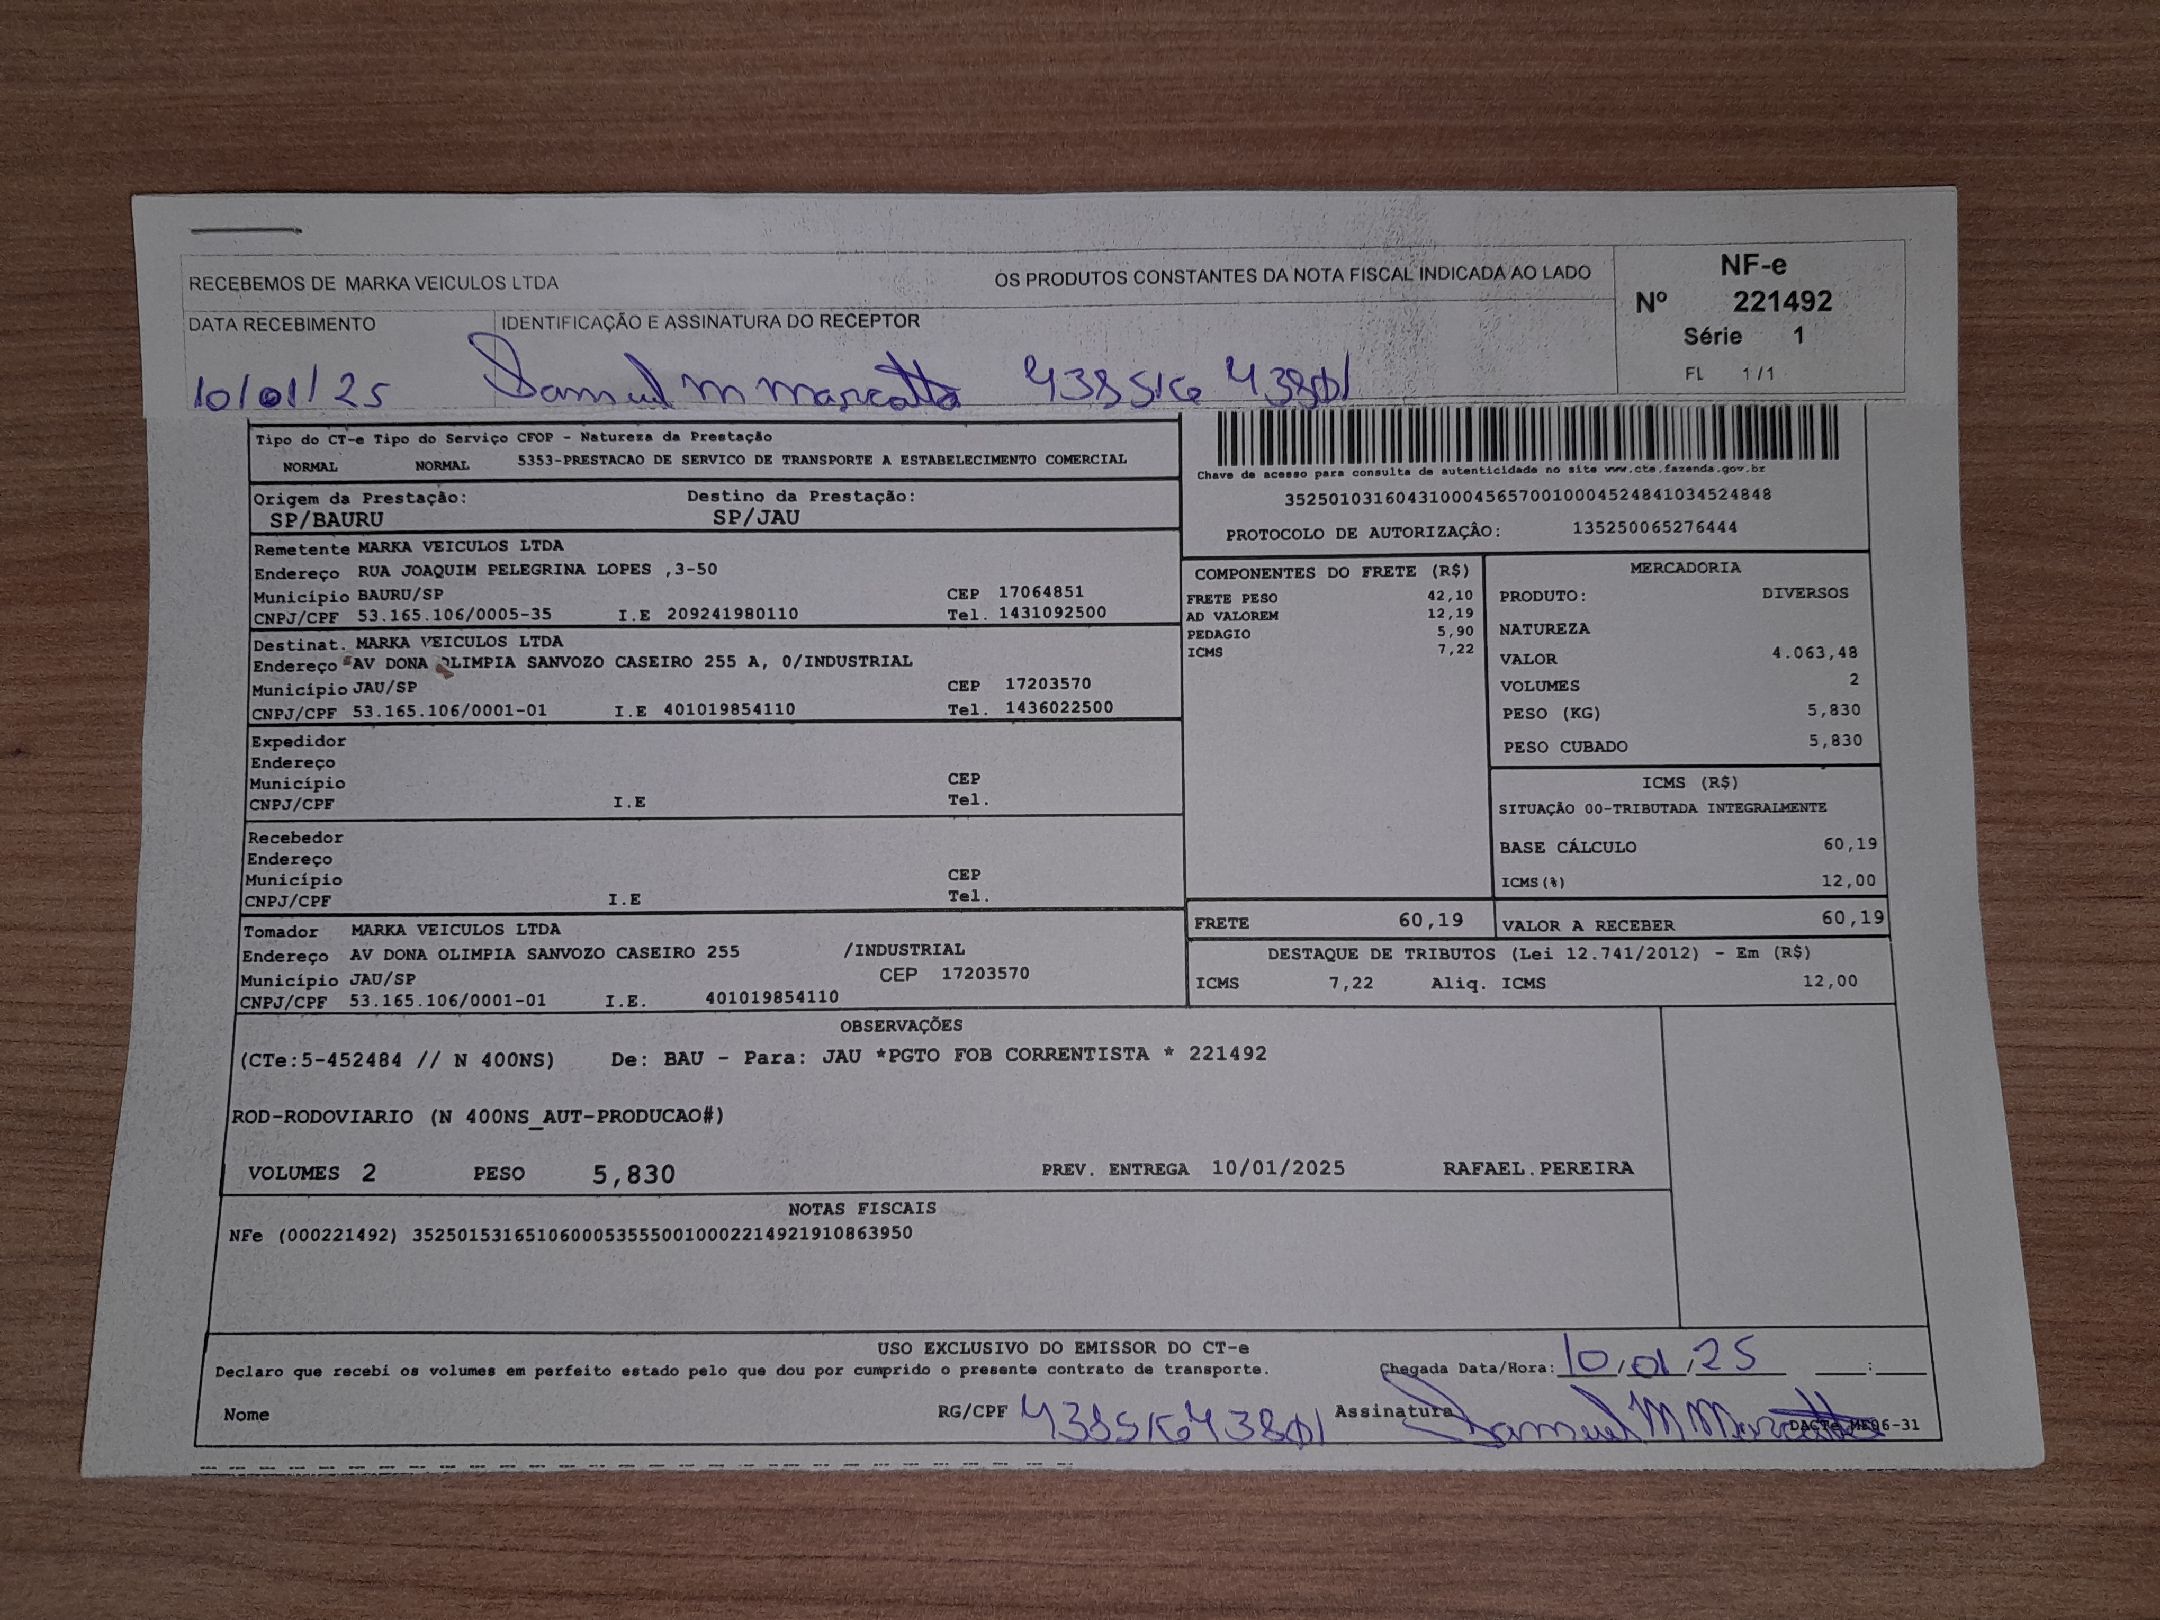 RECEBEMOS DE MARKA VEICULOS LTDA OS PRODUTOS CONSTANTES DA NOTA FISCAL INDICADA AO LADO
NF-e
Nº 221492
Série 1
FL 1/1
DATA RECEBIMENTO IDENTIFICAÇÃO E ASSINATURA DO RECEPTOR
10/01/25 Samuel M Marcatto
Tipo do CT-e Tipo do Serviço CFOP - Natureza da Prestação
NORMAL NORMAL 5353-PRESTACAO DE SERVICO DE TRANSPORTE A ESTABELECIMENTO COMERCIAL
Origem da Prestação: Destino da Prestação:
SP/BAURU SP/JAU
Chave de acesso para consulta de autenticidade no site www.cte.fazenda.gov.br
35250103160431000456570010004524841034524848
PROTOCOLO DE AUTORIZAÇÂO: 135250065276444
Remetente MARKA VEICULOS LTDA
Endereço RUA JOAQUIM PELEGRINA LOPES ,3-50
Município BAURU/SP CEP 17064851
CNPJ/CPF 53.165.106/0005-35 I.E 209241980110 Tel. 1431092500
Destinat. MARKA VEICULOS LTDA
Endereço AV DONA OLIMPIA SANVOZO CASEIRO 255 A, 0/INDUSTRIAL
Município JAU/SP CEP 17203570
CNPJ/CPF 53.165.106/0001-01 I.E 401019854110 Tel. 1436022500
Expedidor
Endereço
Município CEP
CNPJ/CPF I.E Tel.
Recebedor
Endereço
Município CEP
CNPJ/CPF I.E Tel.
Tomador MARKA VEICULOS LTDA
Endereço AV DONA OLIMPIA SANVOZO CASEIRO 255 /INDUSTRIAL
Município JAU/SP CEP 17203570
CNPJ/CPF 53.165.106/0001-01 I.E. 401019854110
COMPONENTES DO FRETE (R$)
FRETE PESO 42,10
AD VALOREM 12,19
PEDAGIO 5,90
ICMS 7,22
MERCADORIA
PRODUTO: DIVERSOS
NATUREZA
VALOR 4.063,48
VOLUMES 2
PESO (KG) 5,830
PESO CUBADO 5,830
ICMS (R$)
SITUAÇÃO 00-TRIBUTADA INTEGRALMENTE
BASE CÁLCULO 60,19
ICMS(%) 12,00
FRETE 60,19 VALOR A RECEBER 60,19
DESTAQUE DE TRIBUTOS (Lei 12.741/2012) - Em (R$)
ICMS 7,22 Aliq. ICMS 12,00
OBSERVAÇÕES
(CTe:5-452484 // N 400NS) De: BAU - Para: JAU *PGTO FOB CORRENTISTA * 221492
ROD-RODOVIARIO (N 400NS_AUT-PRODUCAO#)
VOLUMES 2 PESO 5,830 PREV. ENTREGA 10/01/2025 RAFAEL.PEREIRA
NOTAS FISCAIS
NFe (000221492) 35250153165106000535550010002214921910863950
USO EXCLUSIVO DO EMISSOR DO CT-e
Declaro que recebi os volumes em perfeito estado pelo que dou por cumprido o presente contrato de transporte. Chegada Data/Hora: 10/01/25 :
Nome RG/CPF Assinatura Samuel M Marcatto DACTe MF06-31